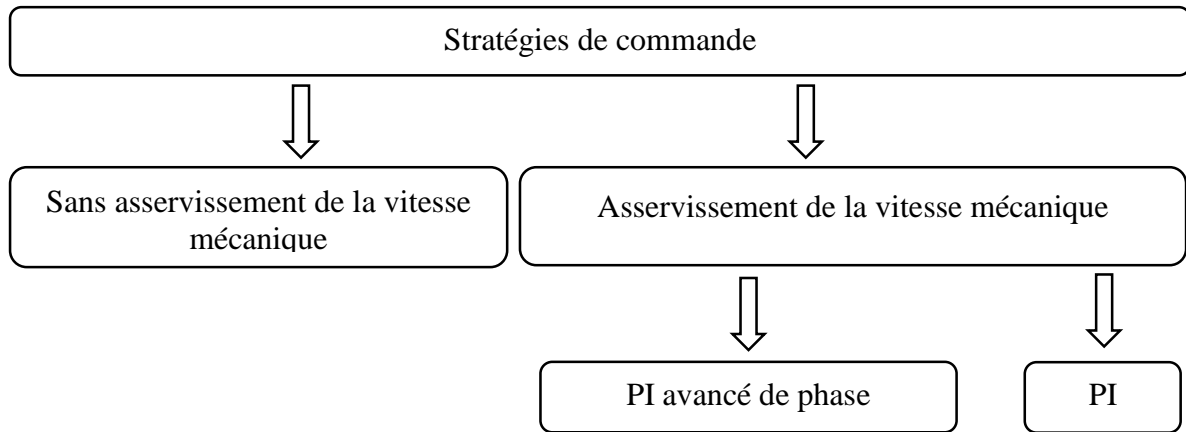 Stratégies de commande
Sans asservissement de la vitesse
mécanique
Asservissement de la vitesse mécanique
PI avancé de phase
PI